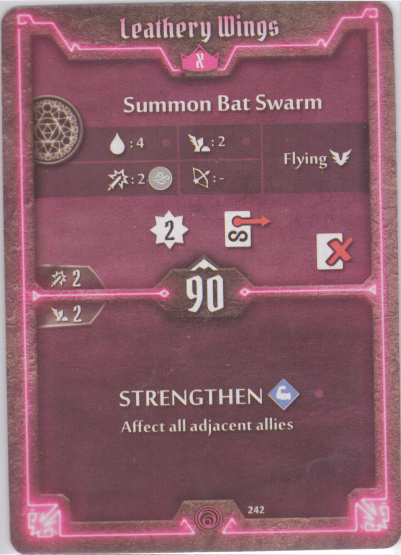 Leathery Wings
X
Summon Bat Swarm
: 4
: 2
Flying
: 2
: -
2
2
90
2
STRENGTHEN
Affect all adjacent allies
242